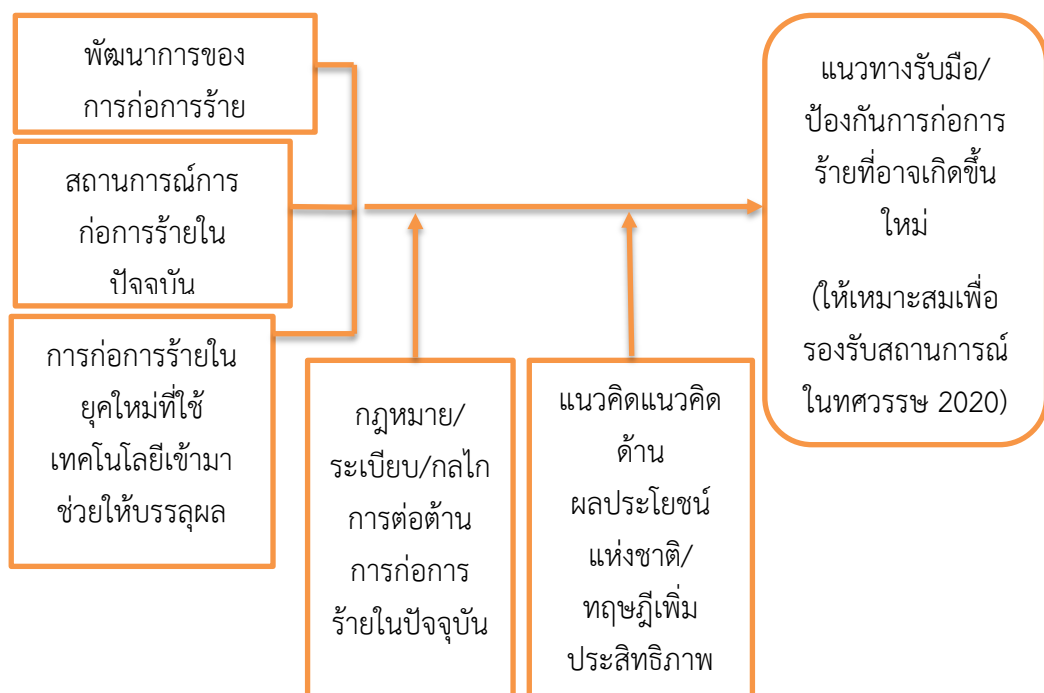 พัฒนาการของ
การก่อการร้าย
สถานการณ์การ
ก่อการร้ายใน
ปัจจุบัน
การก่อการร้ายใน
ยุคใหม่ที่ใช้
เทคโนโลยีเข้ามา
ช่วยให้บรรลุผล
กฎหมาย/
ระเบียบ/กลไก
การต่อต้าน
การก่อการ
ร้ายในปัจจุบัน
แนวคิดแนวคิด
ด้าน
ผลประโยชน์
แห่งชาติ/
ทฤษฎีเพิ่ม
ประสิทธิภาพ
แนวทางรับมือ/
ป้องกันการก่อการ
ร้ายที่อาจเกิดขึ้น
ใหม่
(ให้เหมาะสมเพื่อ
รองรับสถานการณ์
ในทศวรรษ 2020)